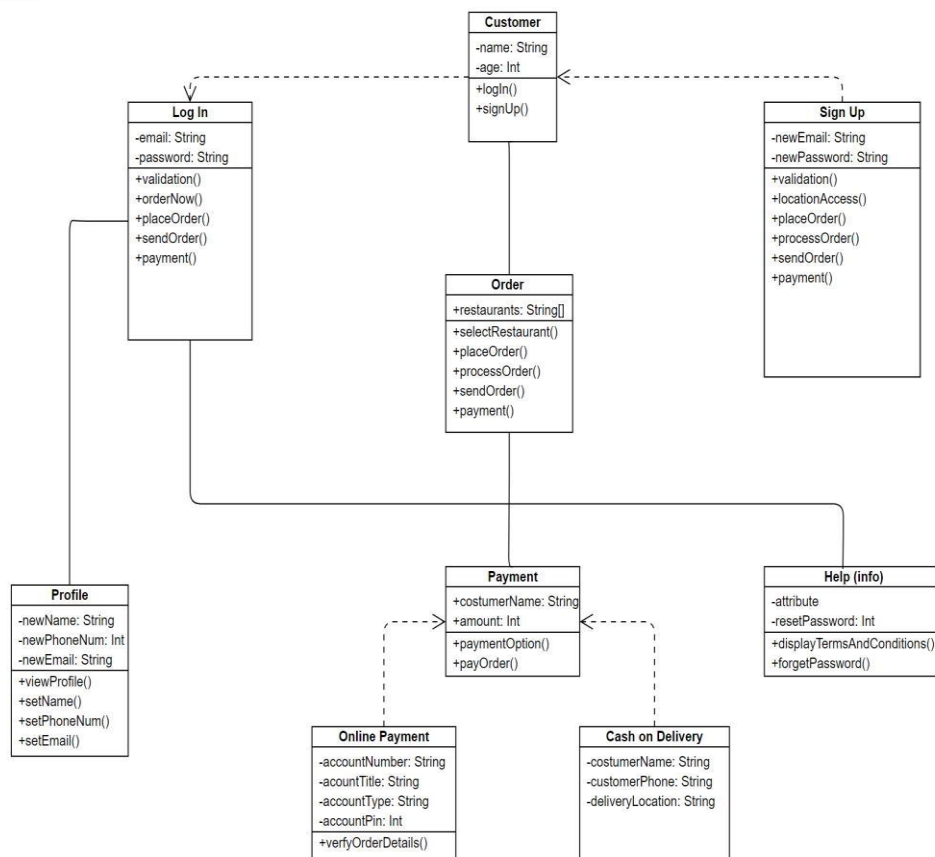 Customer
-name: String
-age: Int
+logIn()
+signUp()
Log In
-email: String
-password: String
+validation()
+orderNow()
+placeOrder()
+sendOrder()
+payment()
Sign Up
-newEmail: String
-newPassword: String
+validation()
+locationAccess()
+placeOrder()
+processOrder()
+sendOrder()
+payment()
Order
+restaurants: String[]
+selectRestaurant()
+placeOrder()
+processOrder()
+sendOrder()
+payment()
Profile
-newName: String
-newPhoneNum: Int
-newEmail: String
+viewProfile()
+setName()
+setPhoneNum()
+setEmail()
Payment
+costumerName: String
+amount: Int
+paymentOption()
+payOrder()
Help (info)
-attribute
-resetPassword: Int
+displayTermsAndConditions()
+forgetPassword()
Online Payment
-accountNumber: String
-acountTitle: String
-accountType: String
-accountPin: Int
+verfyOrderDetails()
Cash on Delivery
-costumerName: String
-customerPhone: String
-deliveryLocation: String